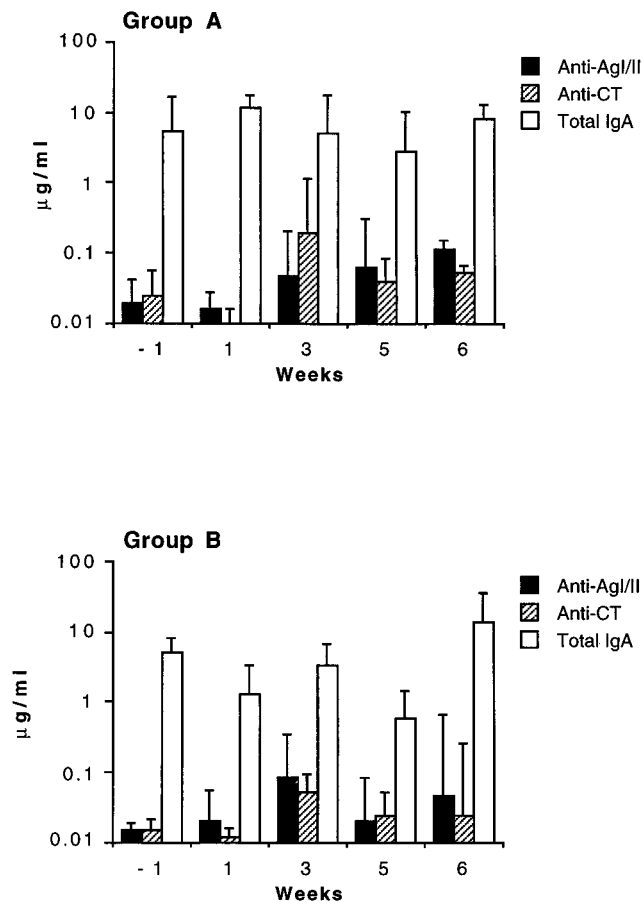 Group A
100
10
1
0.1
0.01
μg/ml
- 1 1 3 5 6
Weeks
Anti-AgI/II
Anti-CT
Total IgA
Group B
100
10
1
0.1
0.01
μg/ml
- 1 1 3 5 6
Weeks
Anti-AgI/II
Anti-CT
Total IgA